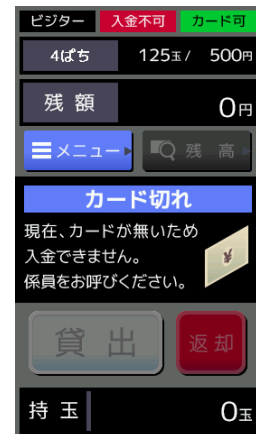 ビジター 入金不可 カード可
4ぱち 125玉/ 500円
残 額 0円
メニュー 残 高
カード切れ
現在、カードが無いため
入金できません。
係員をお呼びください。
¥
貸 出 返却
持 玉 0玉